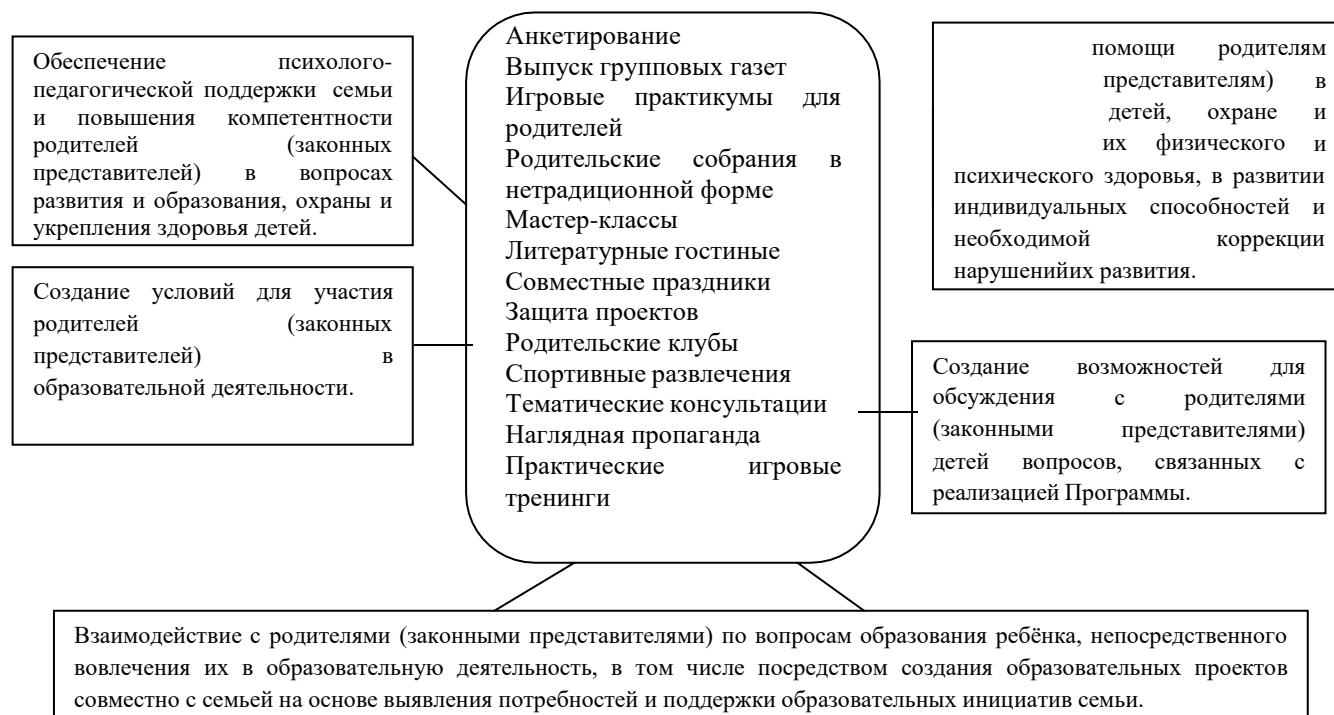 Обеспечение психолого-
педагогической поддержки семьи
и повышения компетентности
родителей (законных
представителей) в вопросах
развития и образования, охраны и
укрепления здоровья детей.
Создание условий для участия
родителей (законных
представителей) в
образовательной деятельности.
Анкетирование
Выпуск групповых газет
Игровые практикумы для
родителей
Родительские собрания в
нетрадиционной форме
Мастер-классы
Литературные гостиные
Совместные праздники
Защита проектов
Родительские клубы
Спортивные развлечения
Тематические консультации
Наглядная пропаганда
Практические игровые
тренинги
помощи родителям
представителям) в
детей, охране и
их физического и
психического здоровья, в развитии
индивидуальных способностей и
необходимой коррекции
нарушенийих развития.
Создание возможностей для
обсуждения с родителями
(законными представителями)
детей вопросов, связанных с
реализацией Программы.
Взаимодействие с родителями (законными представителями) по вопросам образования ребёнка, непосредственного
вовлечения их в образовательную деятельность, в том числе посредством создания образовательных проектов
совместно с семьей на основе выявления потребностей и поддержки образовательных инициатив семьи.